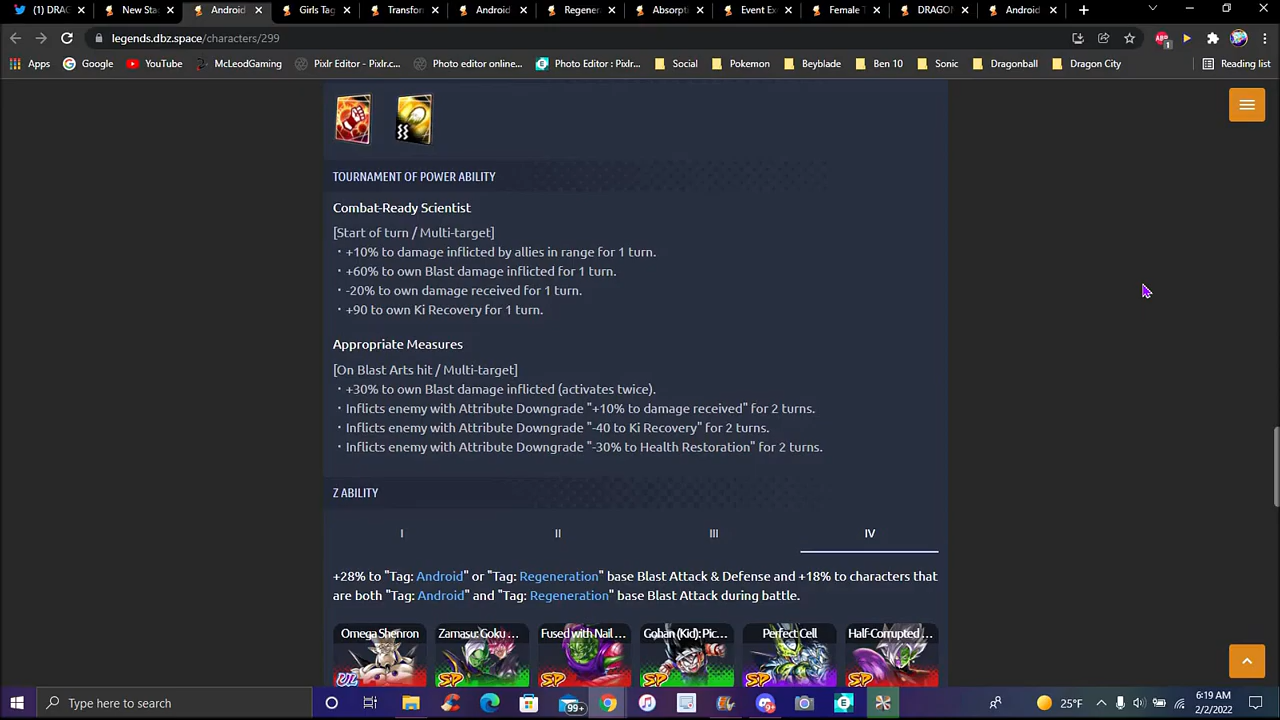 (1) DRAG
New Stac
Android
Girls Tag
Transfor
Android
Regener
Absorpti
Event Ex
Female T
DRAGON
Android
legends.dbz.space/characters/299
Apps
Google
YouTube
McLeodGaming
Pixlr Editor - Pixlr.c...
Photo editor online...
Photo Editor : Pixlr...
Social
Pokemon
Beyblade
Ben 10
Sonic
Dragonball
Dragon City
Reading list
TOURNAMENT OF POWER ABILITY
Combat-Ready Scientist
[Start of turn / Multi-target]
・+10% to damage inflicted by allies in range for 1 turn.
・+60% to own Blast damage inflicted for 1 turn.
・-20% to own damage received for 1 turn.
・+90 to own Ki Recovery for 1 turn.
Appropriate Measures
[On Blast Arts hit / Multi-target]
・+30% to own Blast damage inflicted (activates twice).
・Inflicts enemy with Attribute Downgrade "+10% to damage received" for 2 turns.
・Inflicts enemy with Attribute Downgrade "-40 to Ki Recovery" for 2 turns.
・Inflicts enemy with Attribute Downgrade "-30% to Health Restoration" for 2 turns.
Z ABILITY
I II III IV
+28% to "Tag: Android" or "Tag: Regeneration" base Blast Attack & Defense and +18% to characters that
are both "Tag: Android" and "Tag: Regeneration" base Blast Attack during battle.
Omega Shenron
Zamasu: Goku ...
Fused with Nail ...
Gohan (Kid): Pic...
Perfect Cell
Half-Corrupted ...
UL
SP
SP
SP
SP
SP
Type here to search
99+
25°F
6:19 AM
2/2/2022